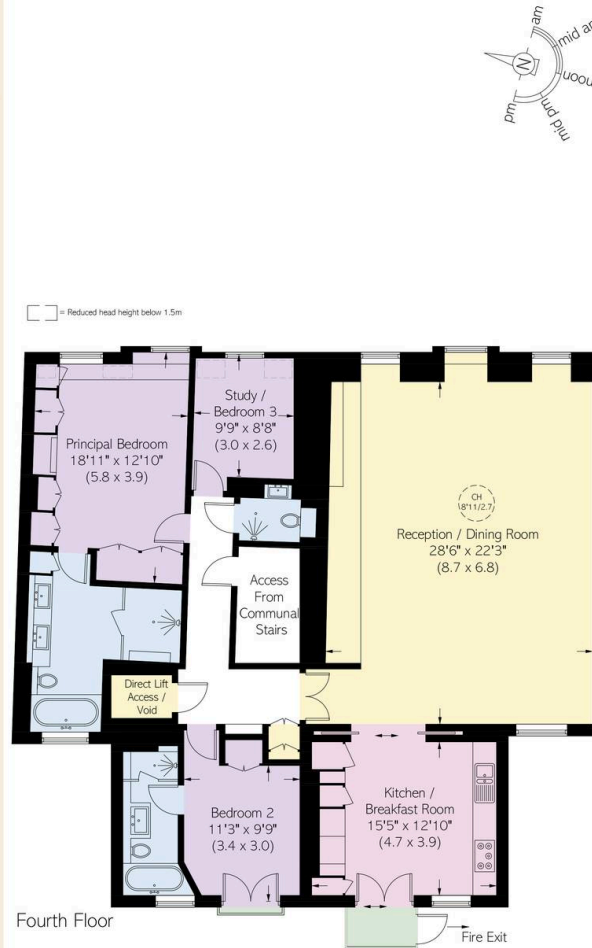 am
mid am
noon
mid pm
pm
N
= Reduced head height below 1.5m
Study /
Bedroom 3
9'9" x 8'8"
(3.0 x 2.6)
Principal Bedroom
18'11" x 12'10"
(5.8 x 3.9)
CH
8'11/2.7
Reception / Dining Room
28'6" x 22'3"
(8.7 x 6.8)
Access
From
Communal
Stairs
Direct Lift
Access /
Void
Bedroom 2
11'3" x 9'9"
(3.4 x 3.0)
Kitchen /
Breakfast Room
15'5" x 12'10"
(4.7 x 3.9)
Fourth Floor
Fire Exit